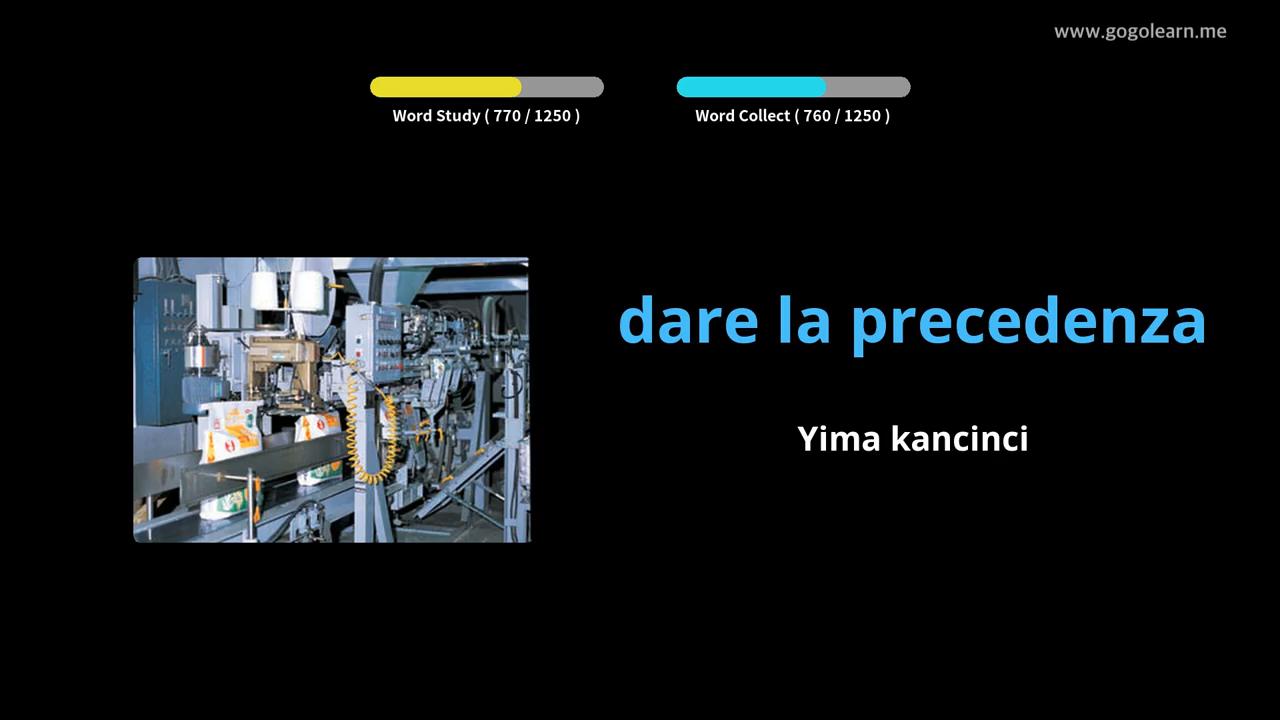 www.gogolearn.me
Word Study ( 770 / 1250 )
Word Collect ( 760 / 1250 )
dare la precedenza
Yima kancinci